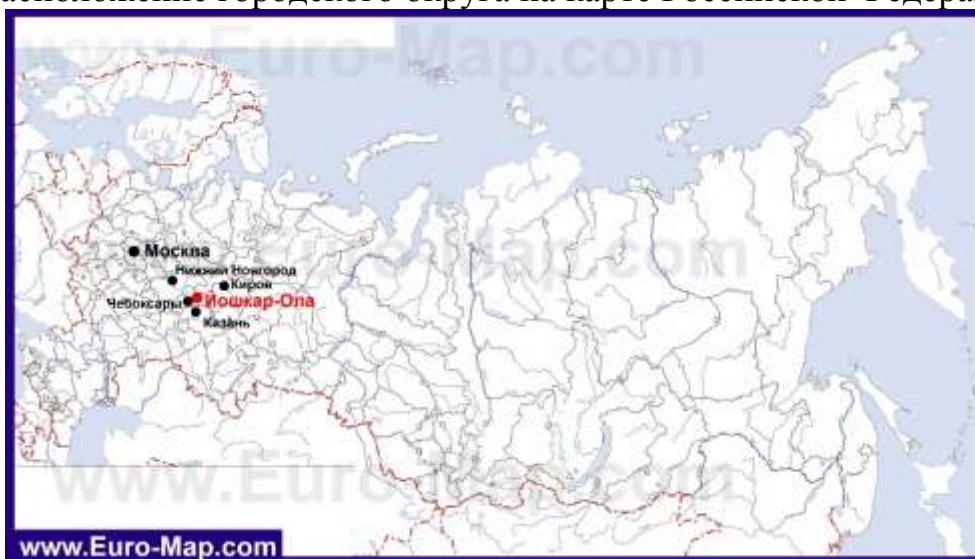 асположение городского округа на карте Российской Федера
www.Euro-Map.com
Euro-Map.com
Москва
Нижний Новгород
Киров
Йошкар-Ола
Чебоксары
Казань
www.Euro-Map.com
www.Euro-Map.com